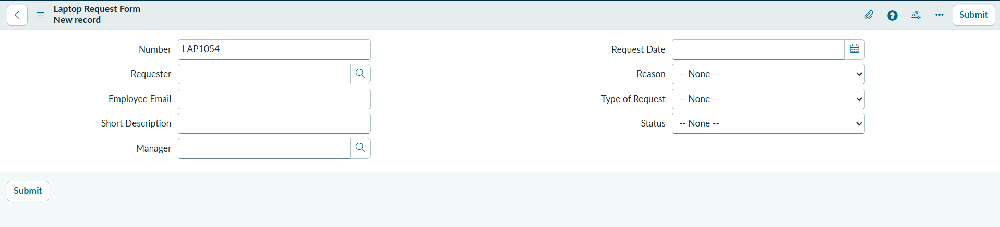 Laptop Request Form
New record
Submit
Number LAP1054
Requester
Employee Email
Short Description
Manager
Request Date
Reason -- None --
Type of Request -- None --
Status -- None --
Submit